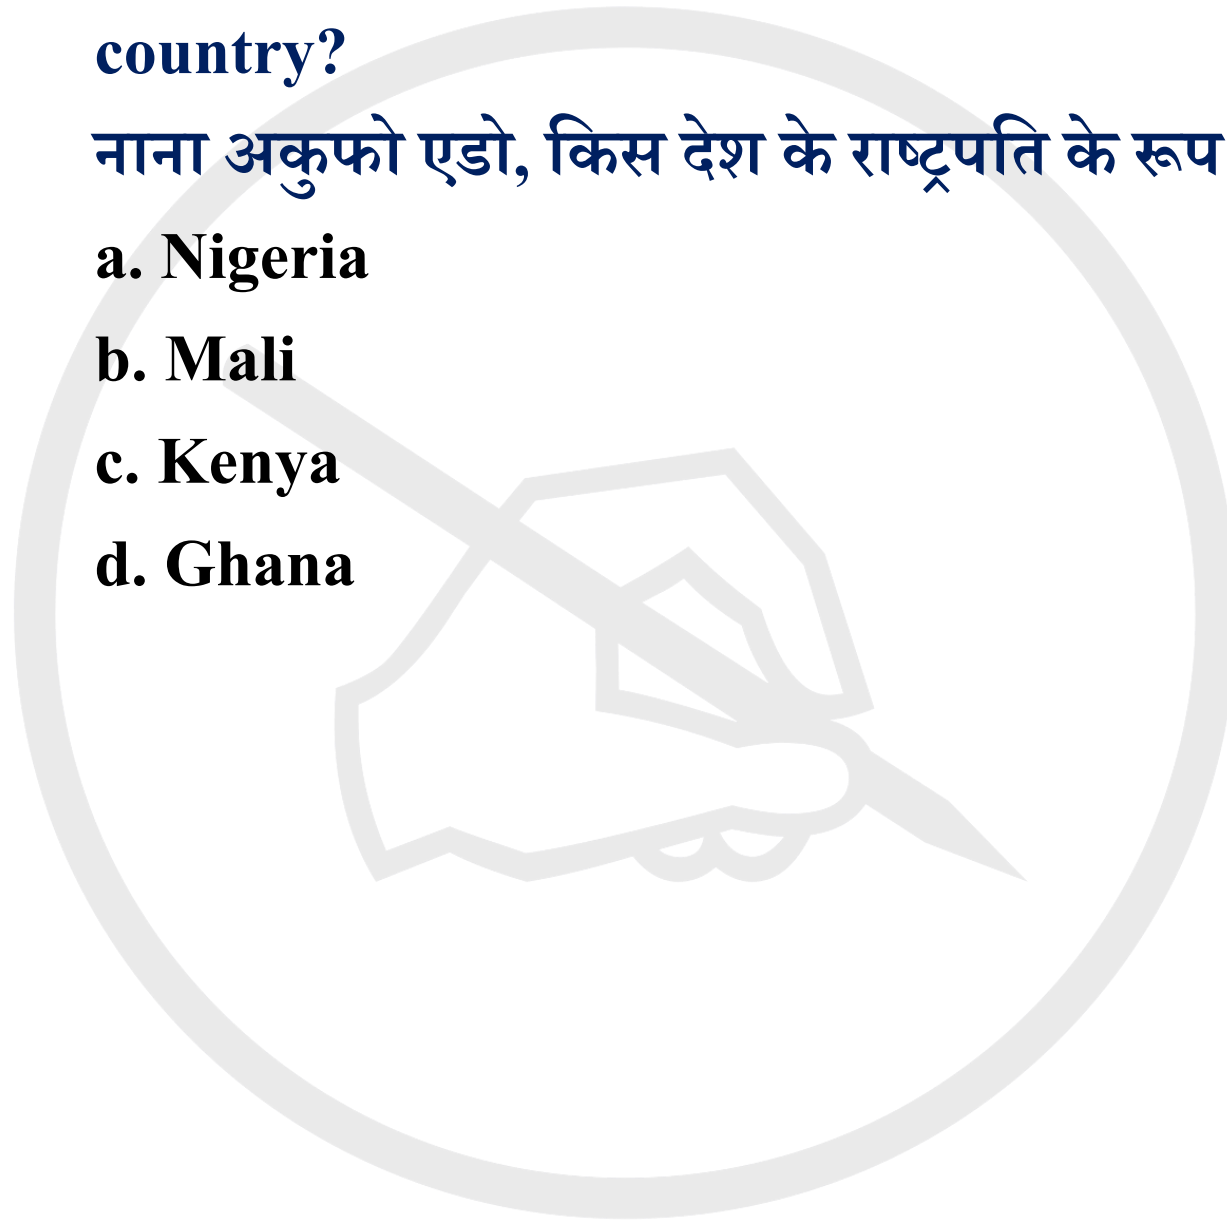 country?
नाना अकुफो एडो, किस देश के राष्ट्रपति के रूप
a. Nigeria
b. Mali
c. Kenya
d. Ghana